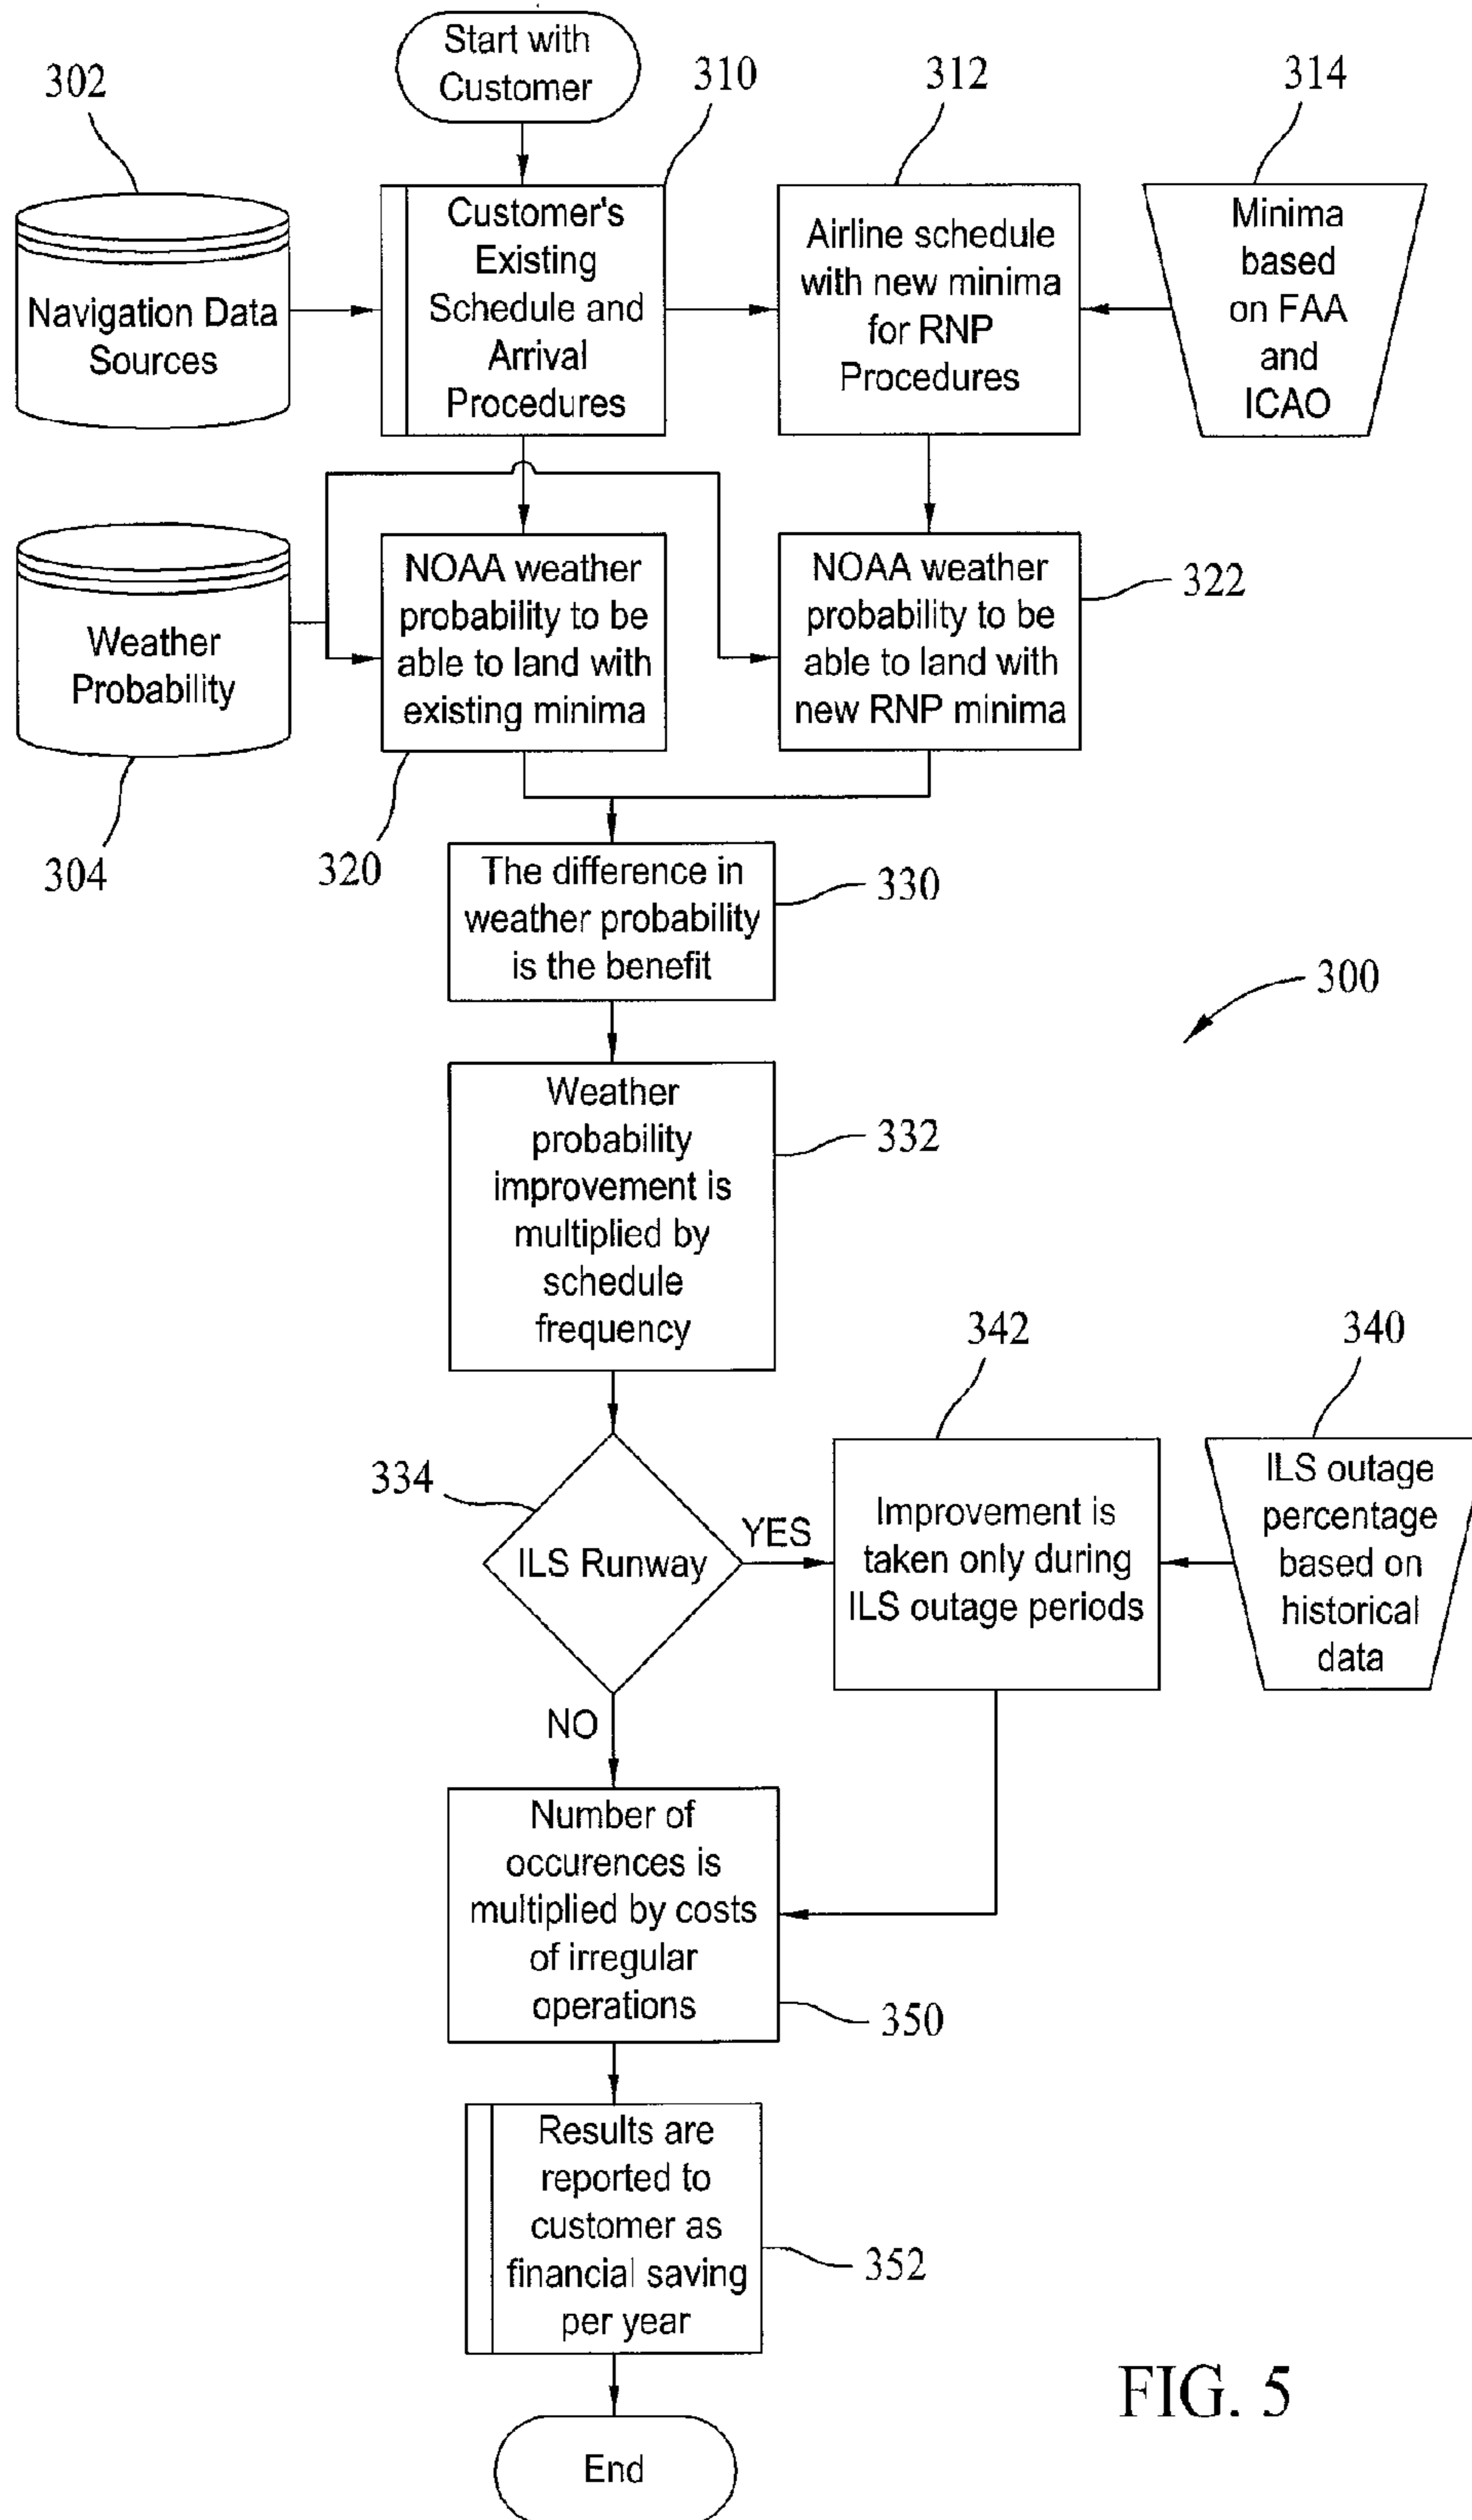 Start with
Customer
302
310
312
314
Navigation Data
Sources
Customer's
Existing
Schedule and
Arrival
Procedures
Airline schedule
with new minima
for RNP
Procedures
Minima
based
on FAA
and
ICAO
Weather
Probability
304
NOAA weather
probability to be
able to land with
existing minima
320
NOAA weather
probability to be
able to land with
new RNP minima
322
The difference in
weather probability
is the benefit
330
300
Weather
probability
improvement is
multiplied by
schedule
frequency
332
334
ILS Runway
YES
NO
342
Improvement is
taken only during
ILS outage periods
340
ILS outage
percentage
based on
historical
data
Number of
occurences is
multiplied by costs
of irregular
operations
350
Results are
reported to
customer as
financial saving
per year
352
End
FIG. 5